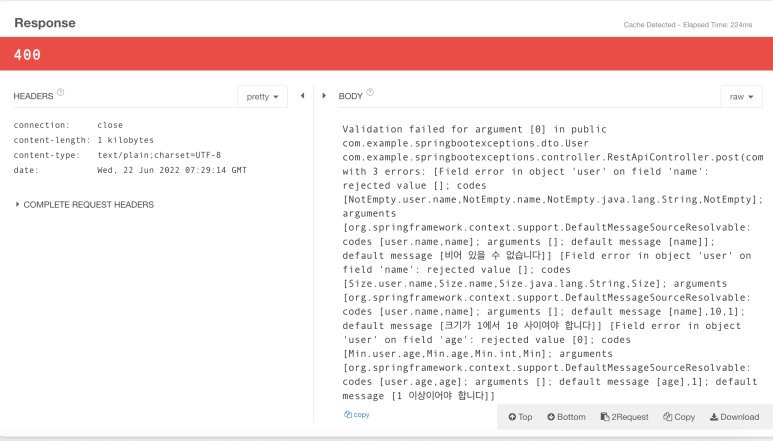 Response
Cache Detected - Elapsed Time: 224ms
400
HEADERS ?
pretty
connection: close
content-length: 1 kilobytes
content-type: text/plain;charset=UTF-8
date: Wed, 22 Jun 2022 07:29:14 GMT
COMPLETE REQUEST HEADERS
BODY ?
raw
Validation failed for argument [0] in public
com.example.springbootexceptions.dto.User
com.example.springbootexceptions.controller.RestApiController.post(com
with 3 errors: [Field error in object 'user' on field 'name':
rejected value []; codes
[NotEmpty.user.name,NotEmpty.name,NotEmpty.java.lang.String,NotEmpty];
arguments
[org.springframework.context.support.DefaultMessageSourceResolvable:
codes [user.name,name]; arguments []; default message [name]];
default message [비어 있을 수 없습니다]] [Field error in object 'user' on
field 'name': rejected value []; codes
[Size.user.name,Size.name,Size.java.lang.String,Size]; arguments
[org.springframework.context.support.DefaultMessageSourceResolvable:
codes [user.name,name]; arguments []; default message [name],10,1];
default message [크기가 1에서 10 사이여야 합니다]] [Field error in object
'user' on field 'age': rejected value [0]; codes
[Min.user.age,Min.age,Min.int,Min]; arguments
[org.springframework.context.support.DefaultMessageSourceResolvable:
codes [user.age,age]; arguments []; default message [age],1]; default
message [1 이상이어야 합니다]]
copy
Top Bottom 2Request Copy Download